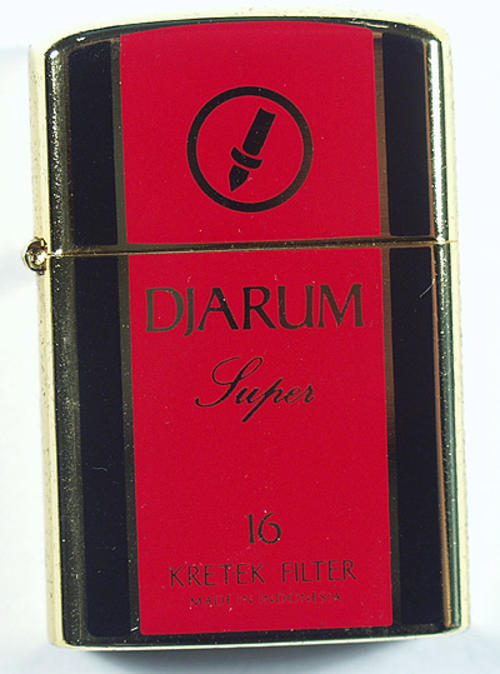 DJARUM
Super
16
KRETEK FILTER
MADE IN INDONESIA